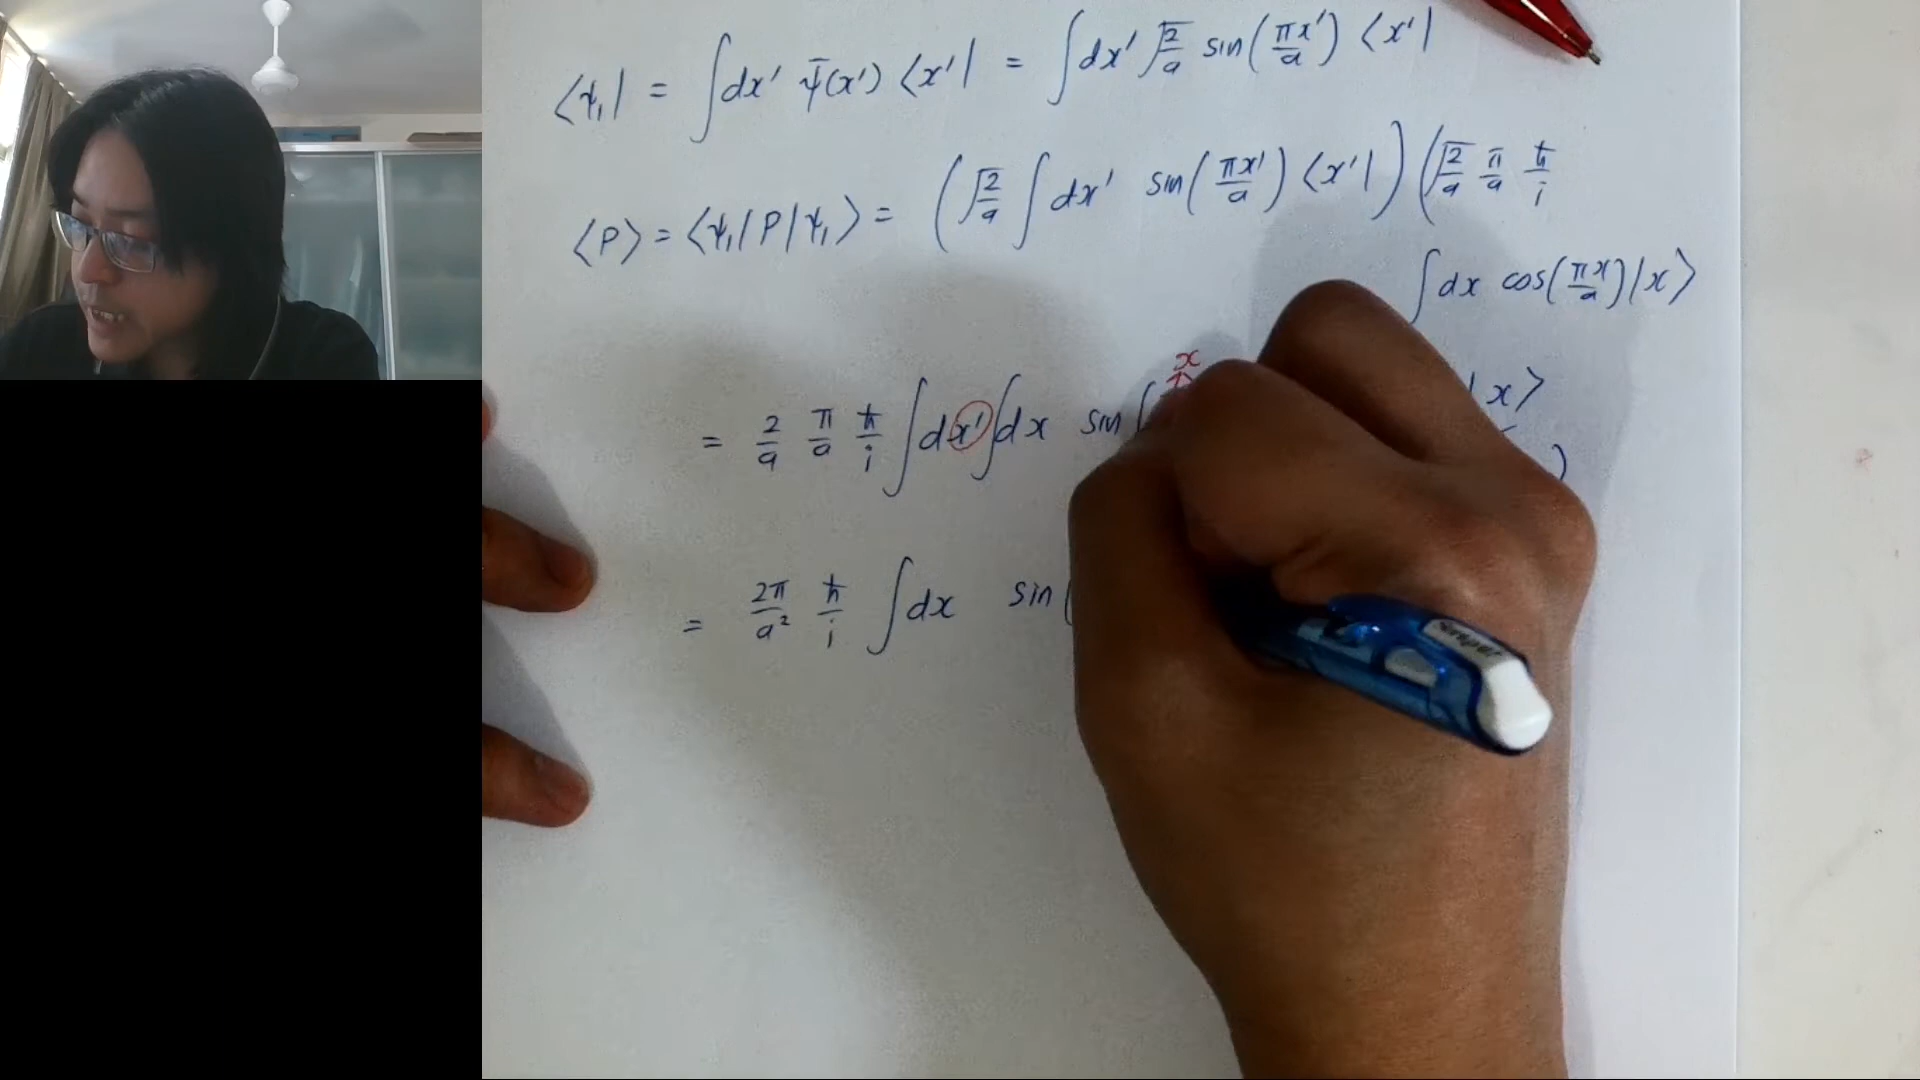 ⟨ψ₁| = ∫dx' ψ̄(x') ⟨x'| = ∫dx' √2/a sin(πx'/a) ⟨x'|
⟨P⟩ = ⟨ψ₁|P|ψ₁⟩ = (√2/a ∫dx' sin(πx'/a) ⟨x'|) (√2/a π/a ħ/i
∫dx cos(πx/a)|x⟩
x
= 2/a π/a ħ/i ∫dx' ∫dx sin( x⟩
)
= 2π/a² ħ/i ∫dx sin(